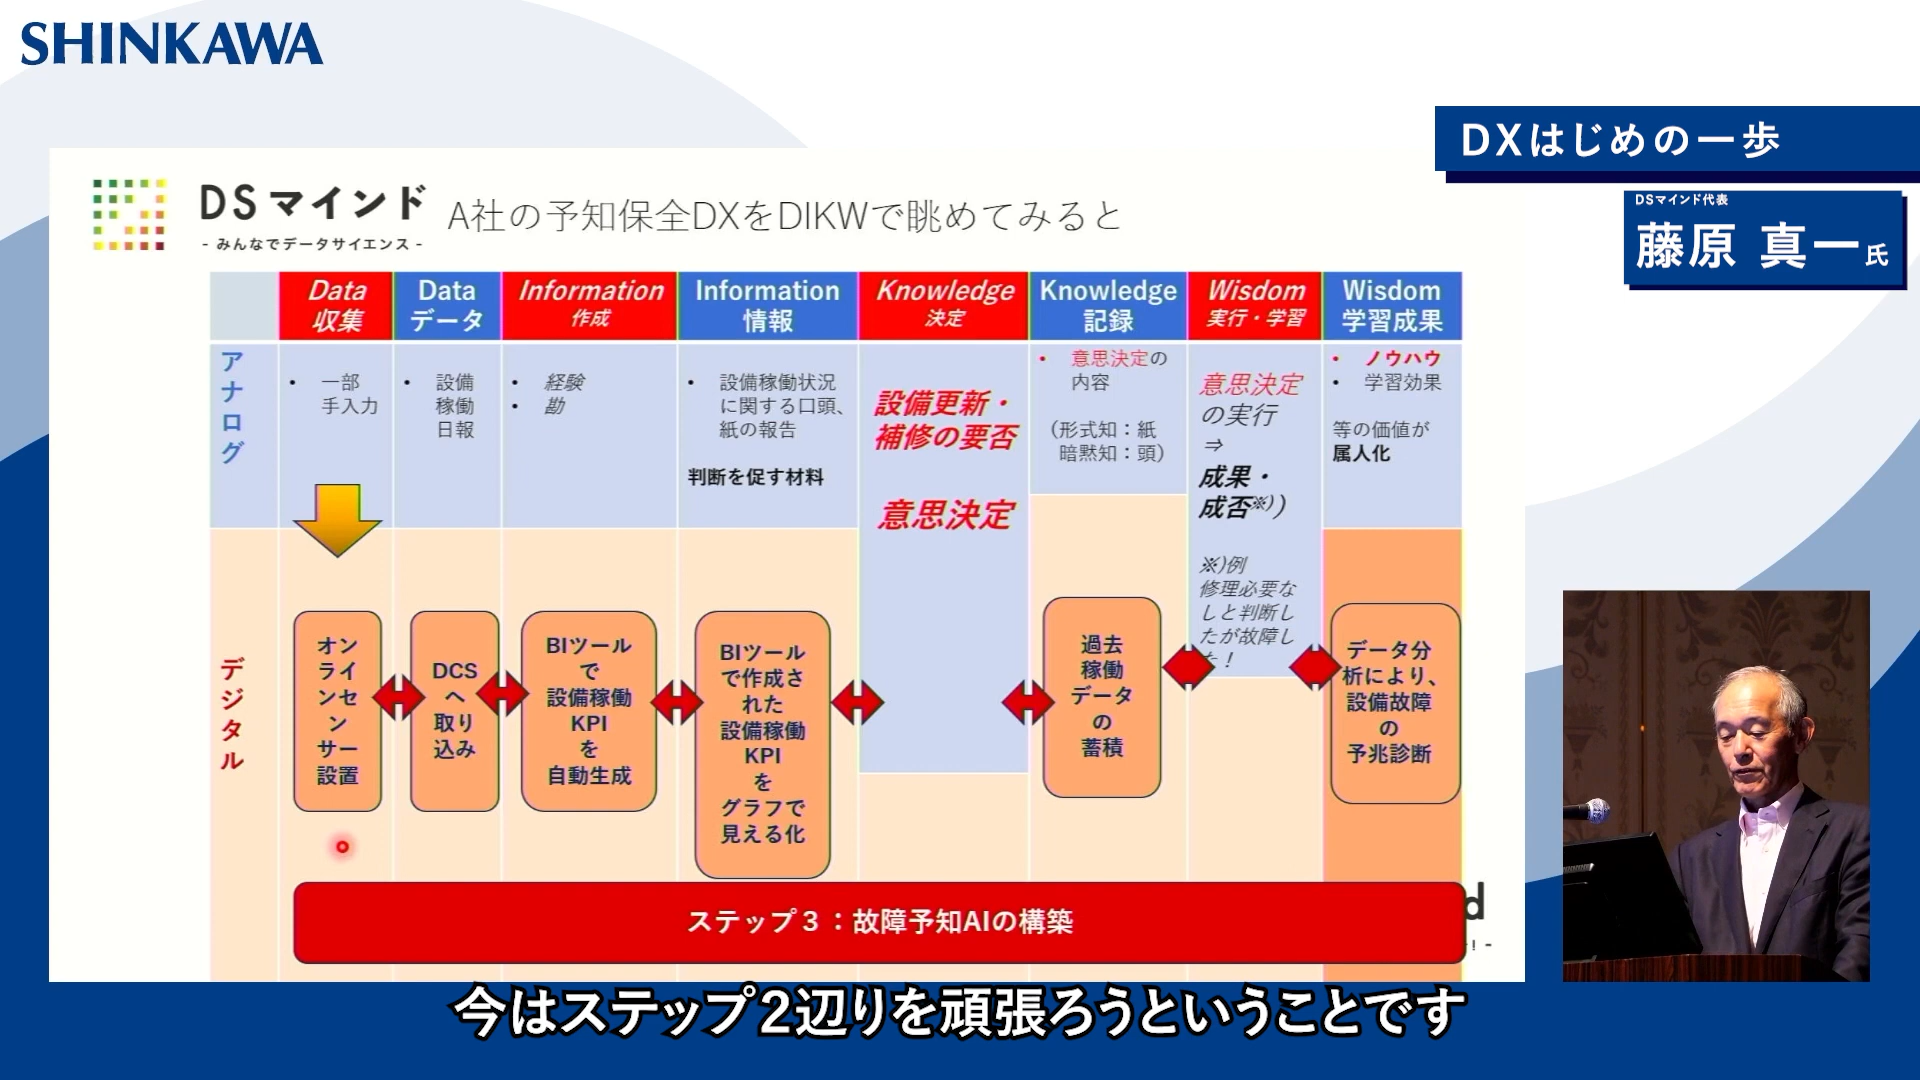 SHINKAWA
DXはじめの一歩
DSマインド代表
藤原 真一氏
DSマインド
- みんなでデータサイエンス -
A社の予知保全DXをDIKWで眺めてみると
Data
収集
Data
データ
Information
作成
Information
情報
Knowledge
決定
Knowledge
記録
Wisdom
実行・学習
Wisdom
学習成果
アナログ
• 一部
手入力
• 設備
稼働
日報
• 経験
• 勘
• 設備稼働状況
に関する口頭、
紙の報告
判断を促す材料
設備更新・
補修の要否
意思決定
• 意思決定の
内容
（形式知：紙
暗黙知：頭）
意思決定
の実行
⇒
成果・
成否※)）
※)例
修理必要な
しと判断し
たが故障し
た！
• ノウハウ
• 学習効果
等の価値が
属人化
デジタル
オン
ライ
ンセ
ン
サー
設置
DCS
へ
取り
込み
BIツール
で
設備稼働
KPI
を
自動生成
BIツール
で作成さ
れた
設備稼働
KPI
を
グラフで
見える化
過去
稼働
データ
の
蓄積
データ分
析により、
設備故障
の
予兆診断
ステップ３：故障予知AIの構築
d
! -
今はステップ2辺りを頑張ろうということです